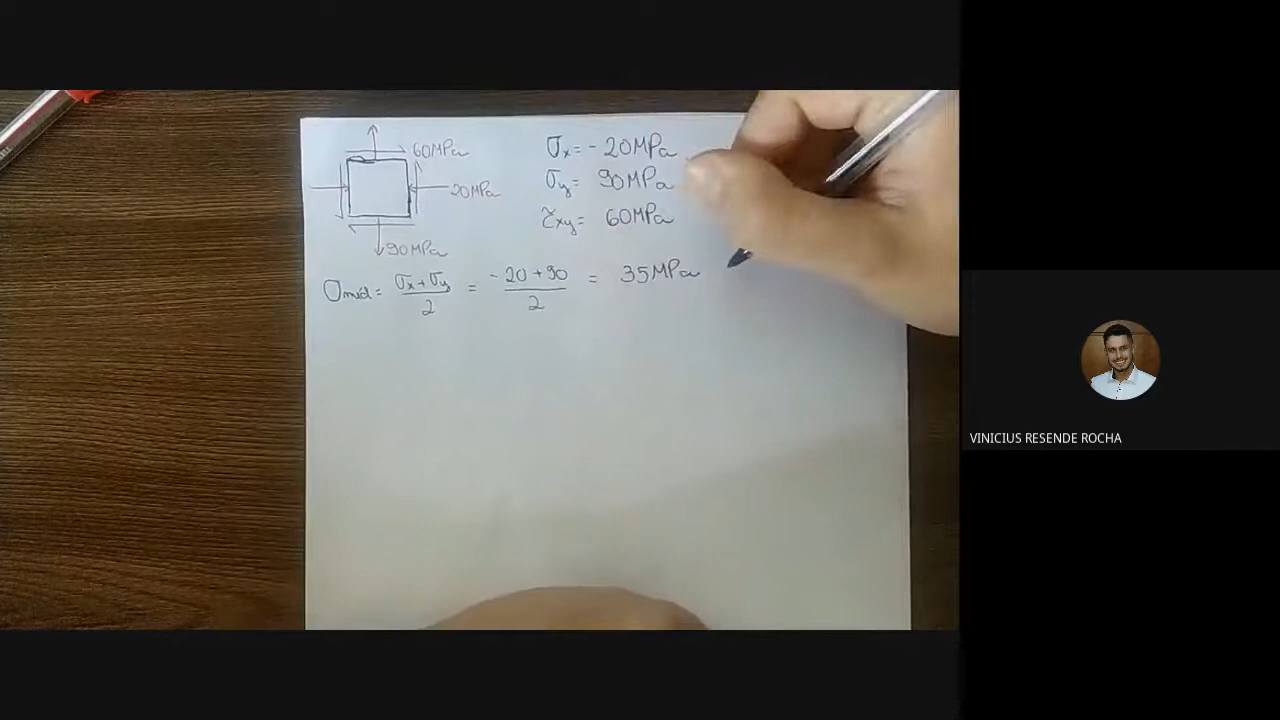 60MPa
20MPa
90MPa
σx = -20MPa
σy = 90MPa
τxy = 60MPa
σméd = σx + σy / 2 = -20 + 90 / 2 = 35MPa
VINICIUS RESENDE ROCHA